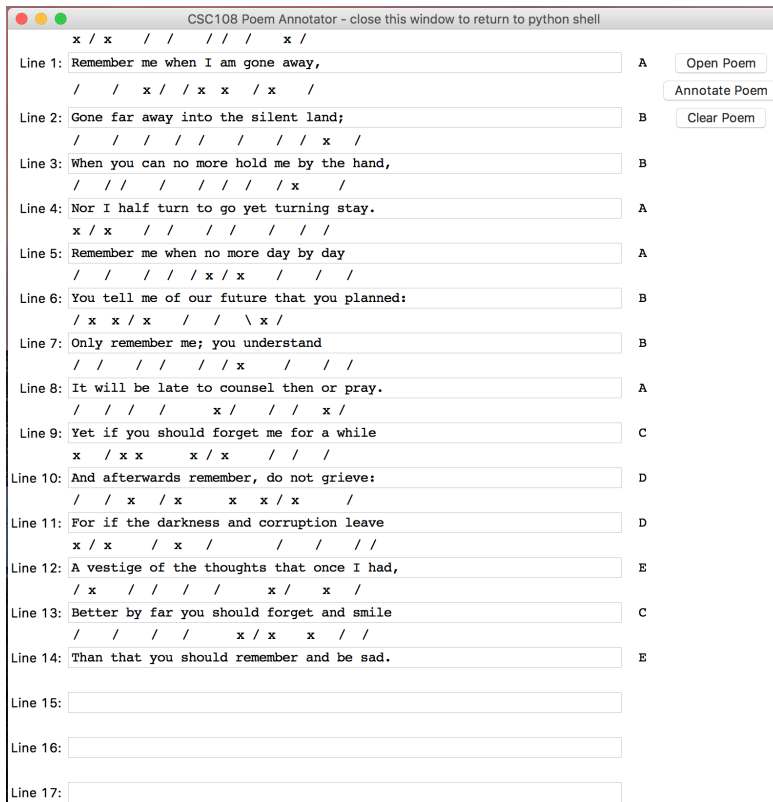 CSC108 Poem Annotator - close this window to return to python shell
x / x / / / / / x /
Line 1: Remember me when I am gone away, A Open Poem
/ / x / / x x / x /
Annotate Poem
Line 2: Gone far away into the silent land; B Clear Poem
/ / / / / / / / x /
Line 3: When you can no more hold me by the hand, B
/ / / / / / / / x /
Line 4: Nor I half turn to go yet turning stay. A
x / x / / / / / / /
Line 5: Remember me when no more day by day A
/ / / / / x / x / / /
Line 6: You tell me of our future that you planned: B
/ x x / x / / \ x /
Line 7: Only remember me; you understand B
/ / / / / / x / / /
Line 8: It will be late to counsel then or pray. A
/ / / / x / / / x /
Line 9: Yet if you should forget me for a while C
x / x x x / x / / /
Line 10: And afterwards remember, do not grieve: D
/ / x / x x x / x /
Line 11: For if the darkness and corruption leave D
x / x / x / / / / /
Line 12: A vestige of the thoughts that once I had, E
/ x / / / / x / x /
Line 13: Better by far you should forget and smile C
/ / / / x / x x / /
Line 14: Than that you should remember and be sad. E
Line 15:
Line 16:
Line 17: